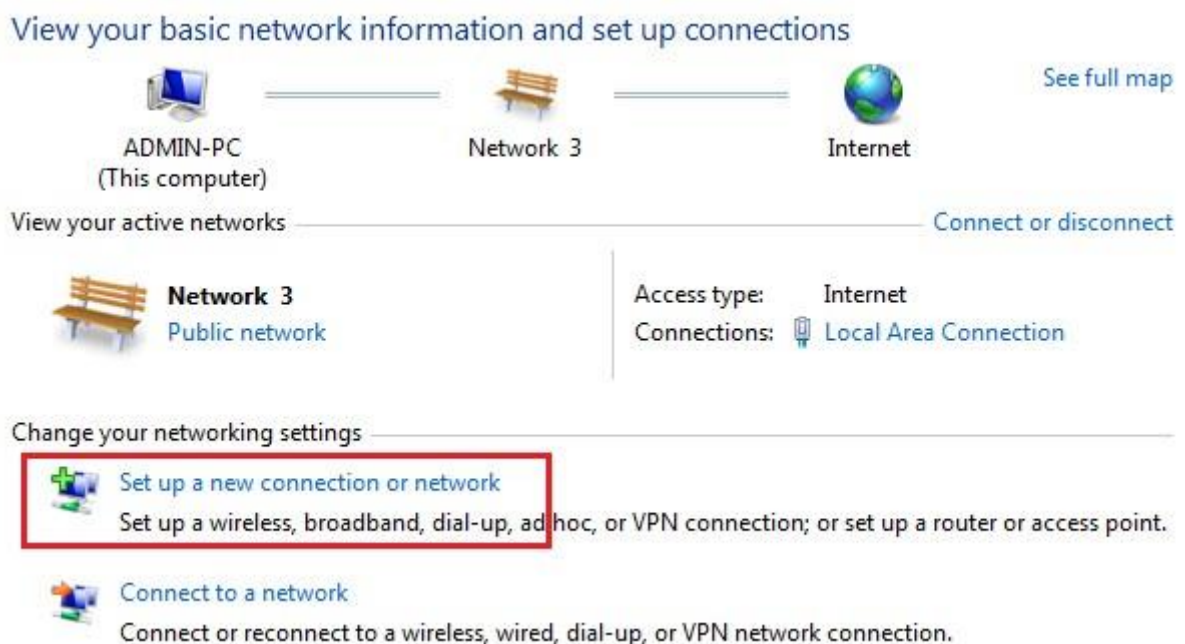 View your basic network information and set up connections
See full map
ADMIN-PC
(This computer)
Network 3
Internet
View your active networks
Connect or disconnect
Network 3
Public network
Access type: Internet
Connections: Local Area Connection
Change your networking settings
Set up a new connection or network
Set up a wireless, broadband, dial-up, ad hoc, or VPN connection; or set up a router or access point.
Connect to a network
Connect or reconnect to a wireless, wired, dial-up, or VPN network connection.